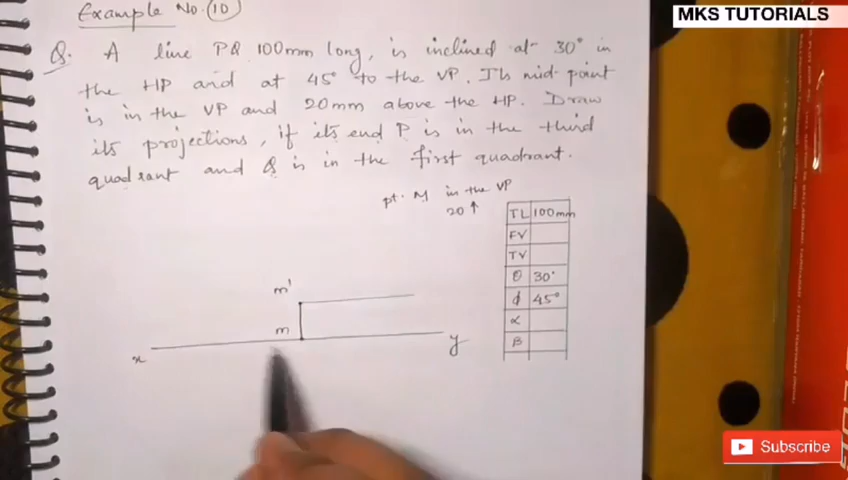 Example No. 10
MKS TUTORIALS
Q. A line PQ 100mm long, is inclined at 30° in
the HP and at 45° to the VP. Its mid point
is in the VP and 20mm above the HP. Draw
its projections, if its end P is in the third
quadrant and Q is in the first quadrant.
pt. M in the VP
20 ↑
TL 100mm
FV
TV
θ 30°
ϕ 45°
α
β
m'
m
x y
Subscribe